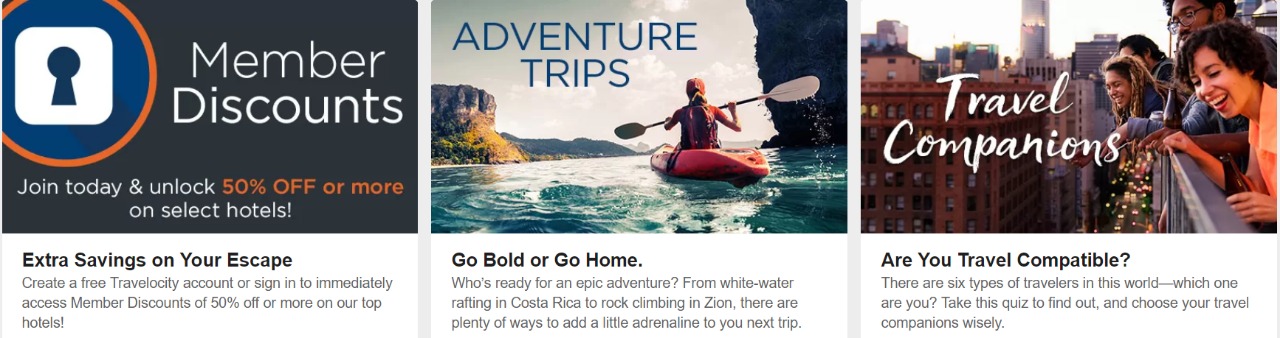 Member
Discounts
Join today & unlock 50% OFF or more
on select hotels!
Extra Savings on Your Escape
Create a free Travelocity account or sign in to immediately
access Member Discounts of 50% off or more on our top
hotels!
ADVENTURE
TRIPS
Go Bold or Go Home.
Who's ready for an epic adventure? From white-water
rafting in Costa Rica to rock climbing in Zion, there are
plenty of ways to add a little adrenaline to you next trip.
Travel
Companions
Are You Travel Compatible?
There are six types of travelers in this world—which one
are you? Take this quiz to find out, and choose your travel
companions wisely.